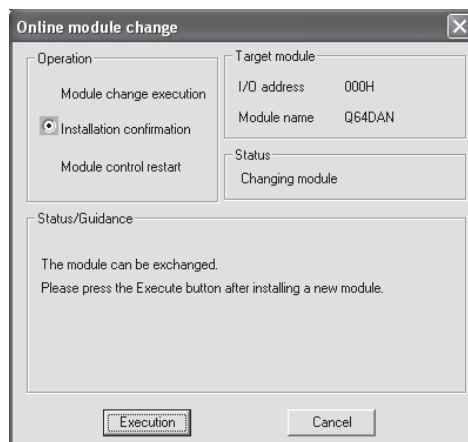 Online module change
Operation
Module change execution
Installation confirmation
Module control restart
Target module
I/O address 000H
Module name Q64DAN
Status
Changing module
Status/Guidance
The module can be exchanged.
Please press the Execute button after installing a new module.
Execution
Cancel